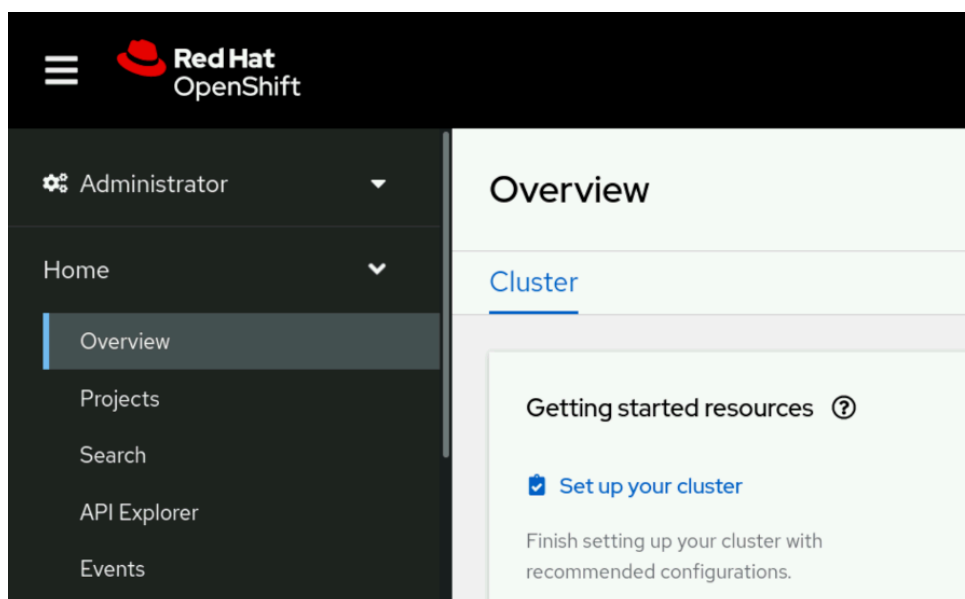 Red Hat
OpenShift
Administrator
Home
Overview
Projects
Search
API Explorer
Events
Overview
Cluster
Getting started resources
Set up your cluster
Finish setting up your cluster with
recommended configurations.